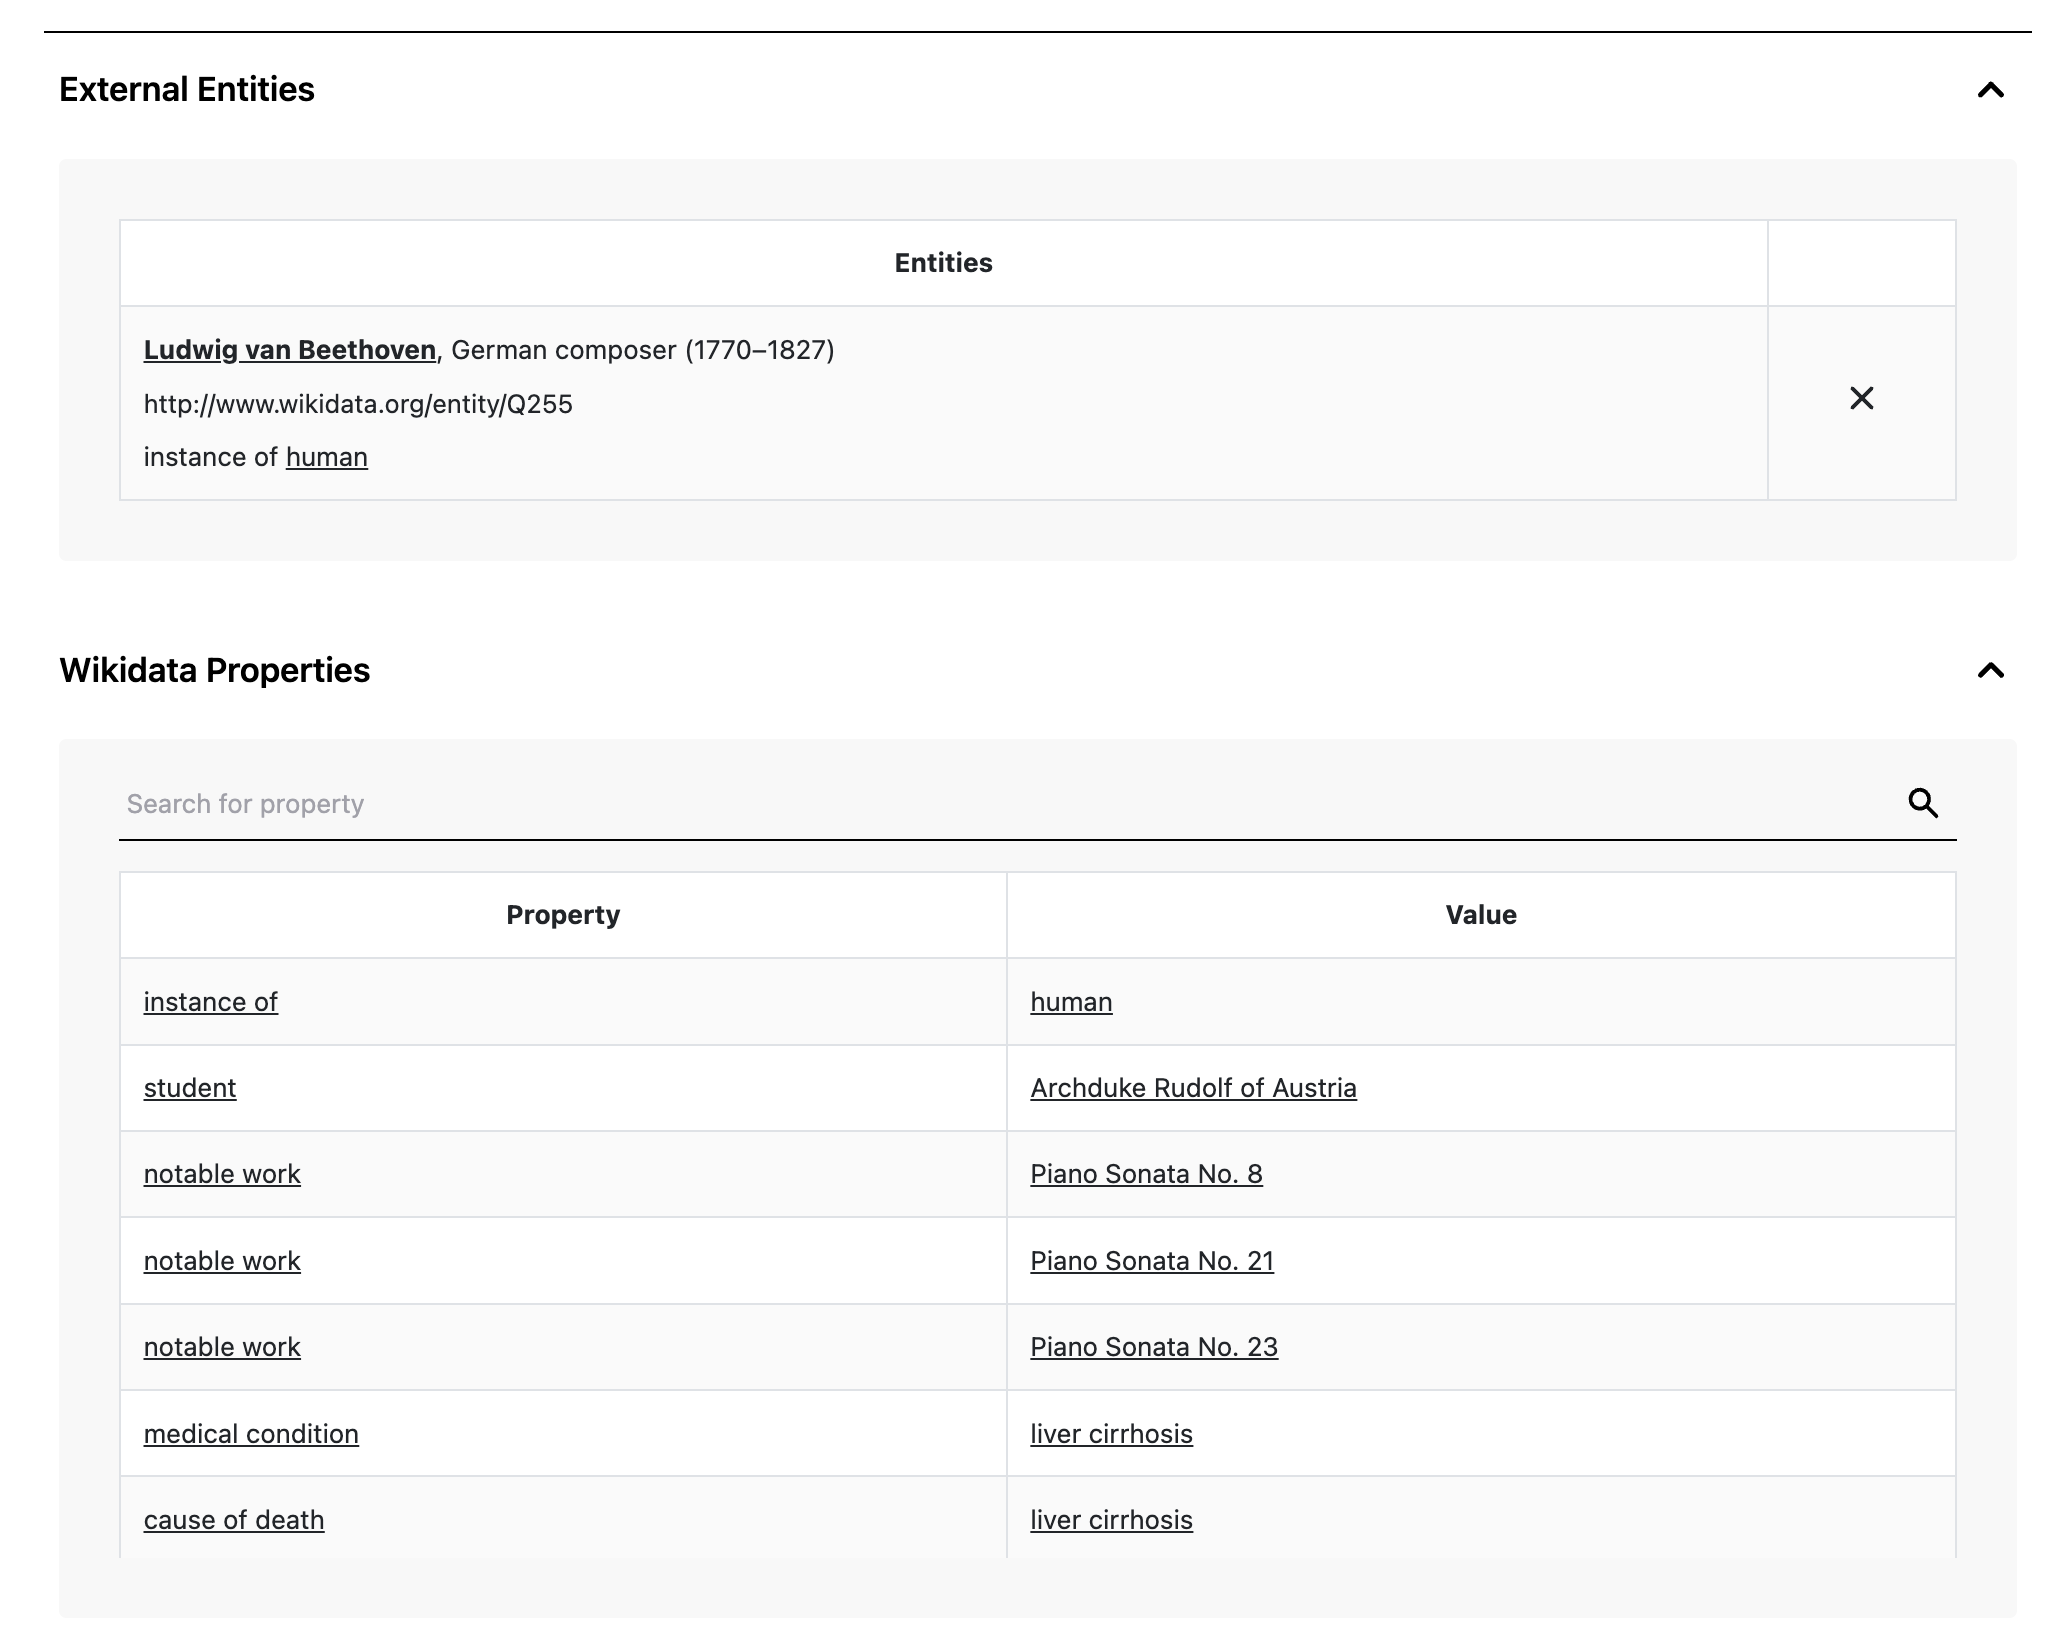 External Entities
Entities
Ludwig van Beethoven, German composer (1770–1827)
http://www.wikidata.org/entity/Q255
instance of human
Wikidata Properties
Search for property
Property Value
instance of human
student Archduke Rudolf of Austria
notable work Piano Sonata No. 8
notable work Piano Sonata No. 21
notable work Piano Sonata No. 23
medical condition liver cirrhosis
cause of death liver cirrhosis